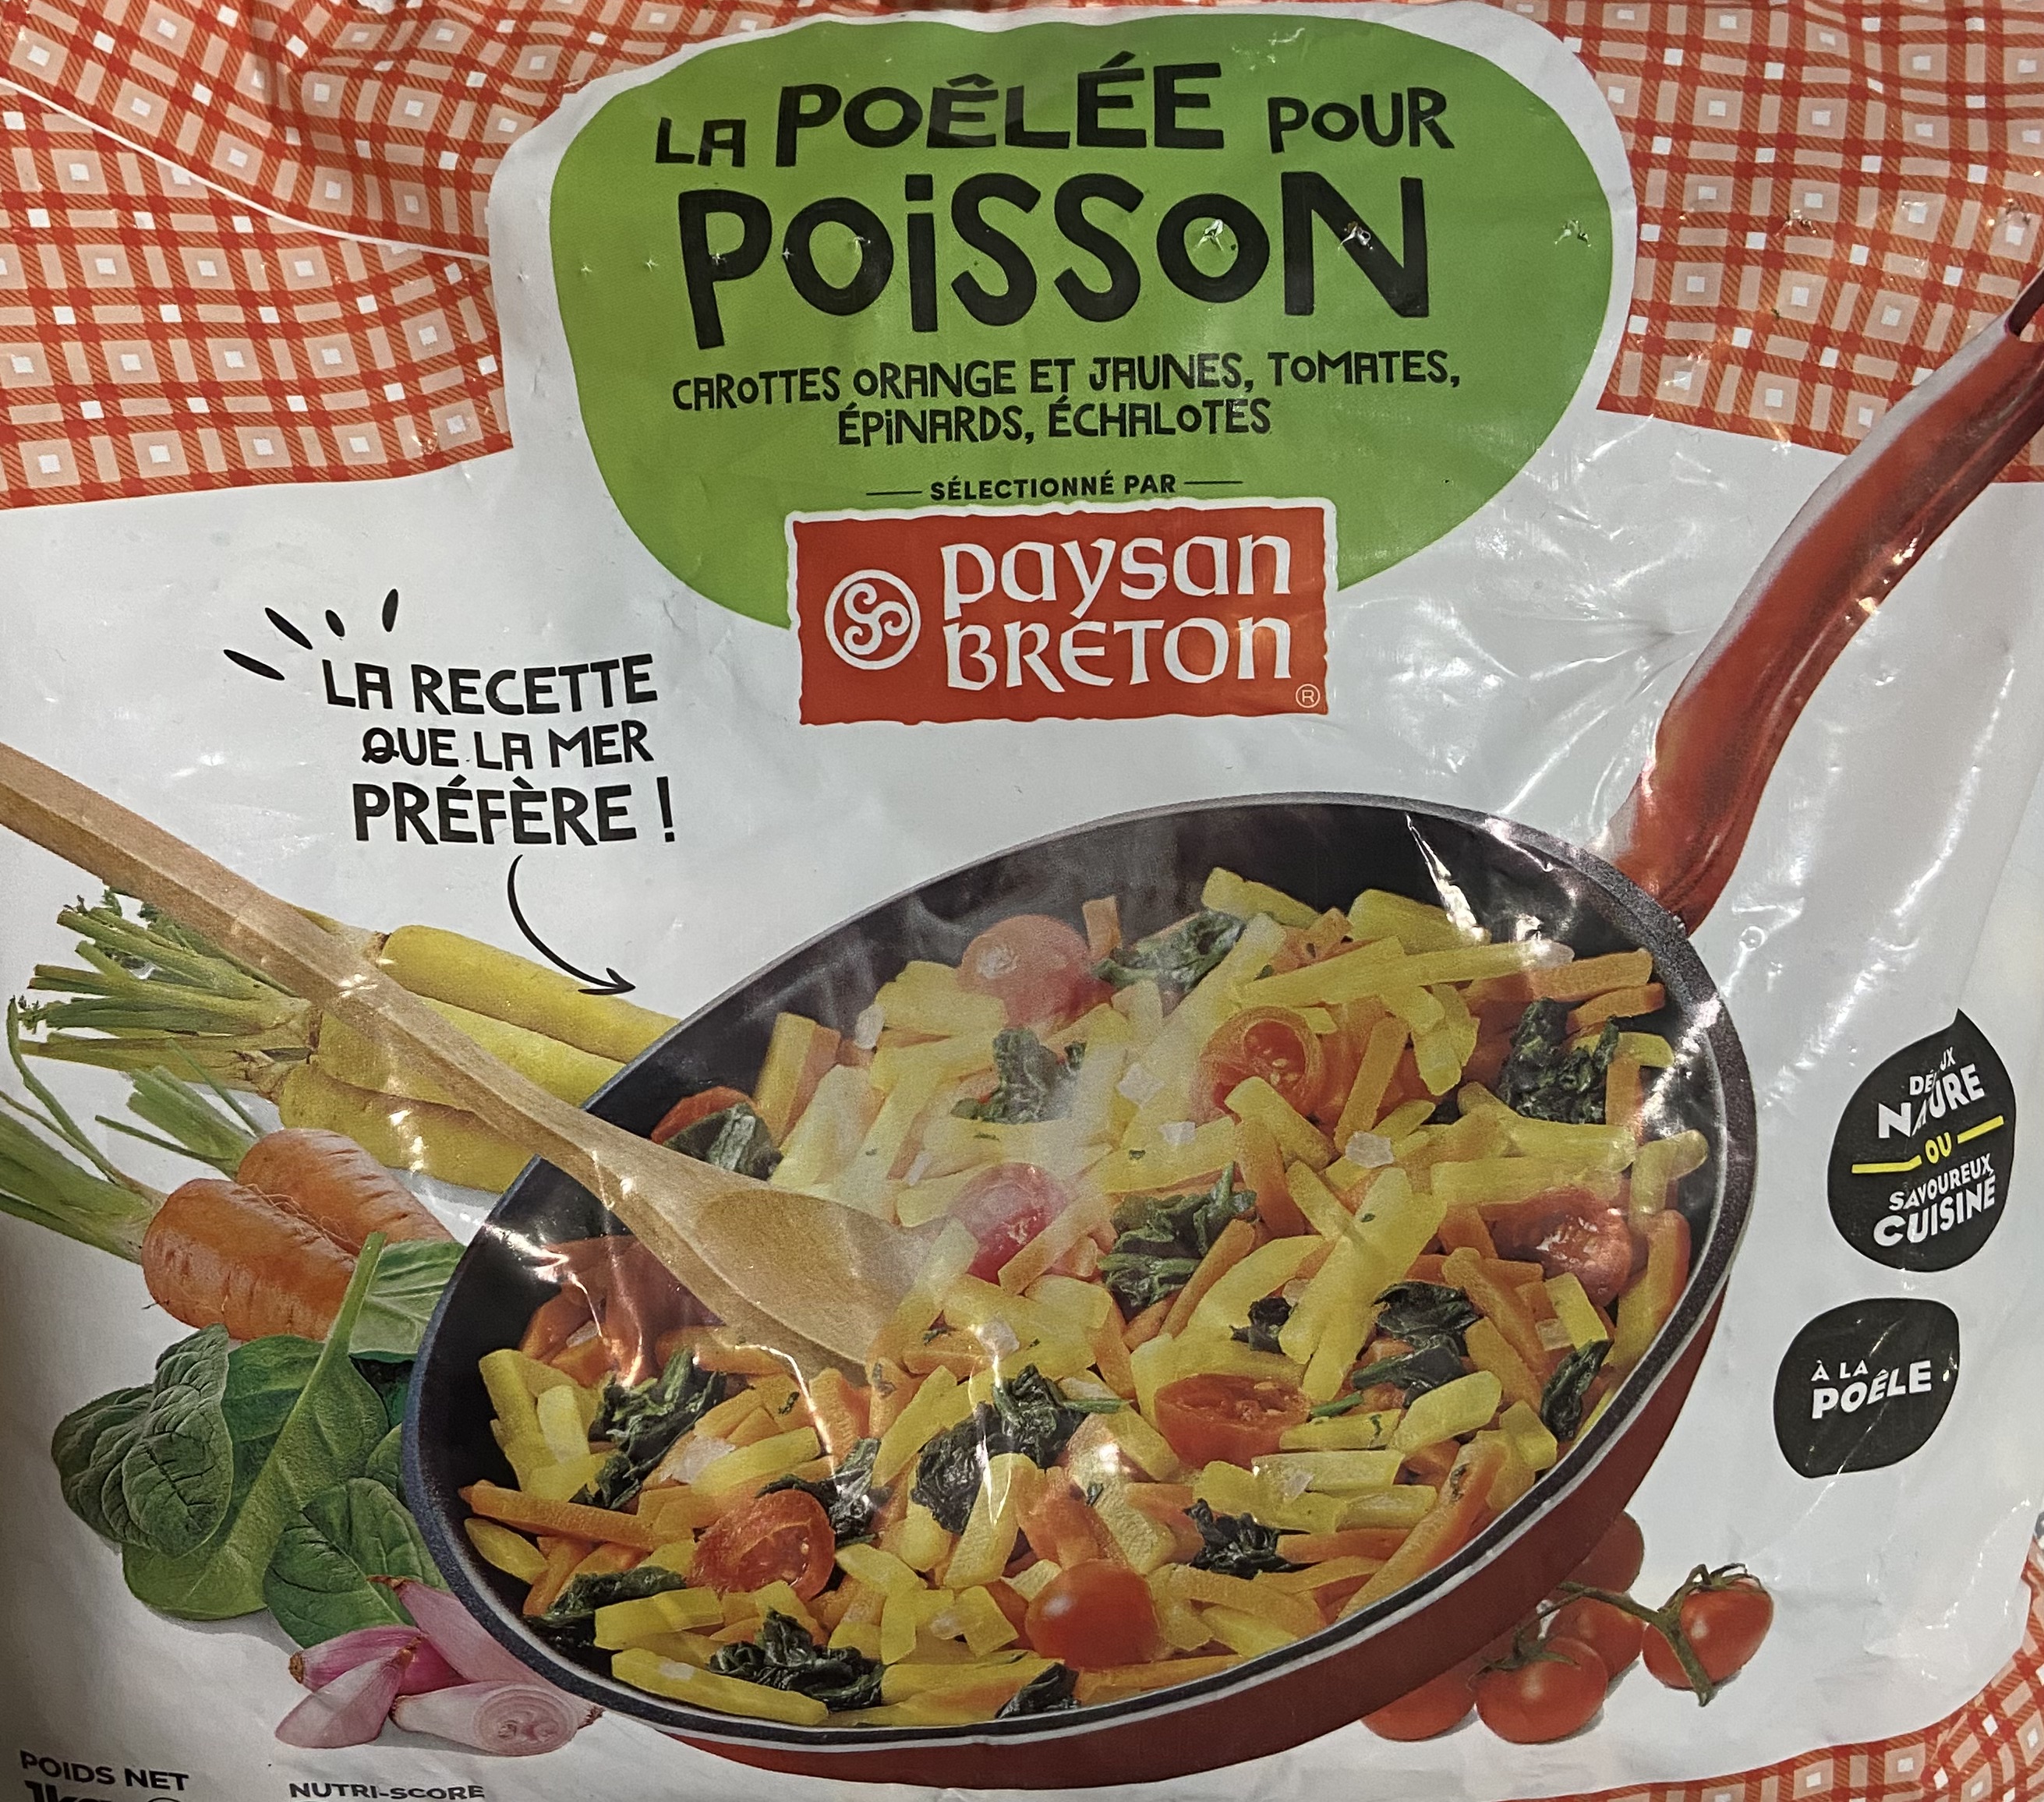 LA POÊLÉE POUR
POISSON
CAROTTES ORANGE ET JAUNES, TOMATES,
ÉPINARDS, ÉCHALOTES
SÉLECTIONNÉ PAR
paysan
BRETON
®
LA RECETTE
QUE LA MER
PRÉFÈRE !
NATURE
OU
SAVOUREUX
CUISINÉ
À LA
POÊLE
POIDS NET
1kg
NUTRI-SCORE